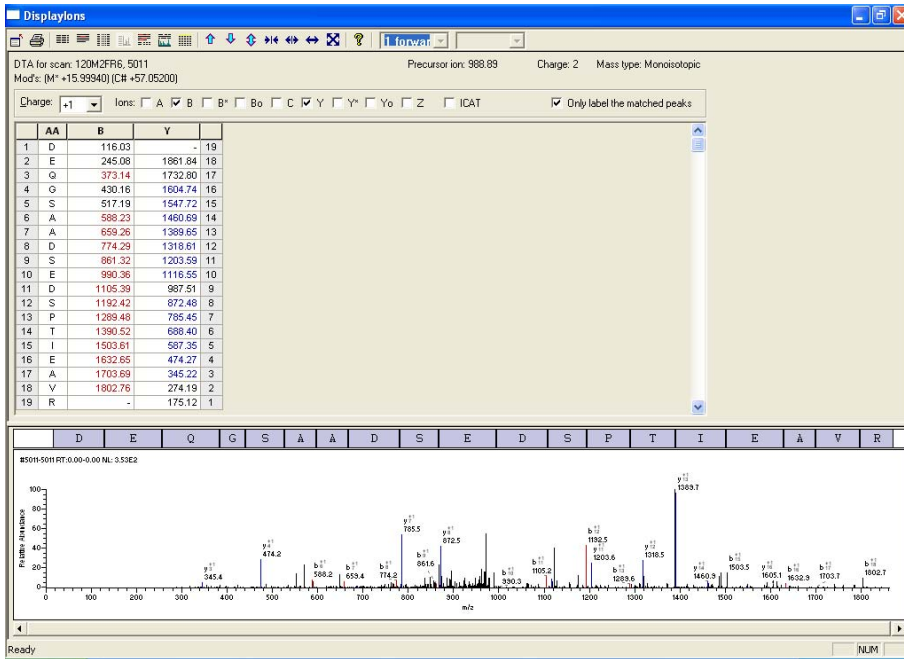 DisplayIons
1 forwar
DTA for scan: 120M2FR6, 5011 Precursor ion: 988.89 Charge: 2 Mass type: Monoisotopic
Mod's: (M* +15.99940) (C# +57.05200)
Charge: +1 Ions: A B B* Bo C Y Y* Yo Z ICAT Only label the matched peaks
AA B Y
1 D 116.03 - 19
2 E 245.08 1861.84 18
3 Q 373.14 1732.80 17
4 G 430.16 1604.74 16
5 S 517.19 1547.72 15
6 A 588.23 1460.69 14
7 A 659.26 1389.65 13
8 D 774.29 1318.61 12
9 S 861.32 1203.59 11
10 E 990.36 1116.55 10
11 D 1105.39 987.51 9
12 S 1192.42 872.48 8
13 P 1289.48 785.45 7
14 T 1390.52 688.40 6
15 I 1503.61 587.35 5
16 E 1632.65 474.27 4
17 A 1703.69 345.22 3
18 V 1802.76 274.19 2
19 R - 175.12 1
D E Q G S A A D S E D S P T I E A V R
#5011-5011 RT:0.00-0.00 NL: 3.53E2
Relative Abundance
100
80
60
40
20
0
345.4
474.2
588.2
659.4
774.2
785.5
861.6
872.5
990.3
1105.2
1192.5
1203.6
1289.6
1318.5
1389.7
1460.9
1503.5
1605.1
1632.9
1703.7
1802.7
0 100 200 300 400 500 600 700 800 900 1000 1100 1200 1300 1400 1500 1600 1700 1800
m/z
Ready NUM